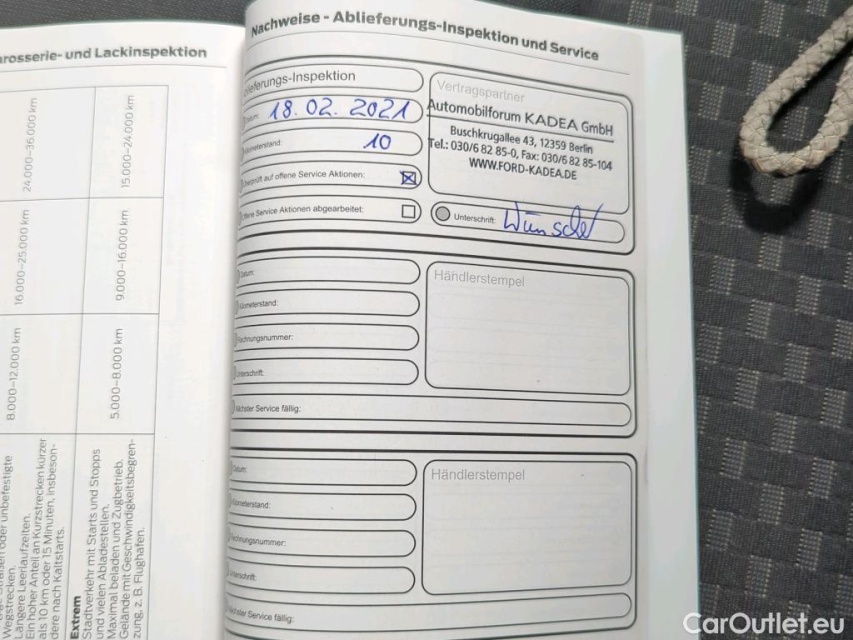 arosserie- und Lackinspektion
24.000–36.000 km
15.000–24.000 km
16.000–25.000 km
9.000–16.000 km
8.000–12.000 km
5.000–8.000 km
oder unbefestigte
Wegstrecken.
Längere Leerlaufzeiten.
Ein hoher Anteil an Kurzstrecken kürzer
als 10 km oder 15 Minuten, insbeson-
dere nach Kaltstarts.
Extrem
Stadtverkehr mit Starts und Stopps
und vielen Abladestellen.
Maximal beladen und Zugbetrieb.
Gelände mit Geschwindigkeitsbegren-
zung, z. B. Flughafen.
Nachweise - Ablieferungs-Inspektion und Service
blieferungs-Inspektion
Datum: 18.02.2021
Kilometerstand: 10
Überprüft auf offene Service Aktionen:
Offene Service Aktionen abgearbeitet:
Vertragspartner
Automobilforum KADEA GmbH
Buschkrugallee 43, 12359 Berlin
Tel.: 030/6 82 85-0, Fax: 030/6 82 85-104
WWW.FORD-KADEA.DE
Unterschrift:
Datum:
Kilometerstand:
Rechnungsnummer:
Unterschrift:
Nächster Service fällig:
Händlerstempel
Datum:
Kilometerstand:
Rechnungsnummer:
Unterschrift:
Nächster Service fällig:
Händlerstempel
CarOutlet.eu